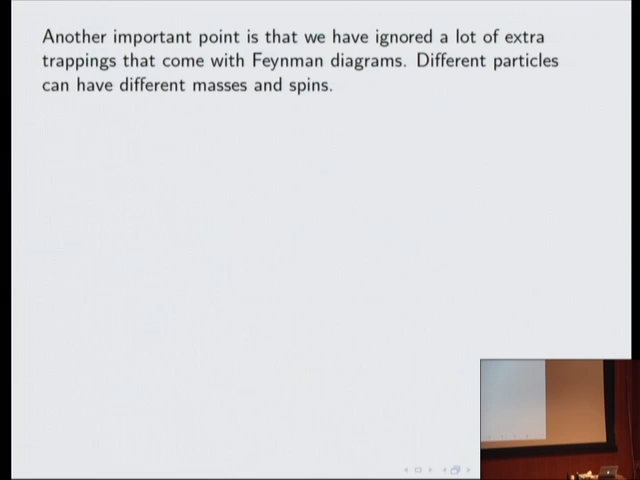 Another important point is that we have ignored a lot of extra
trappings that come with Feynman diagrams. Different particles
can have different masses and spins.